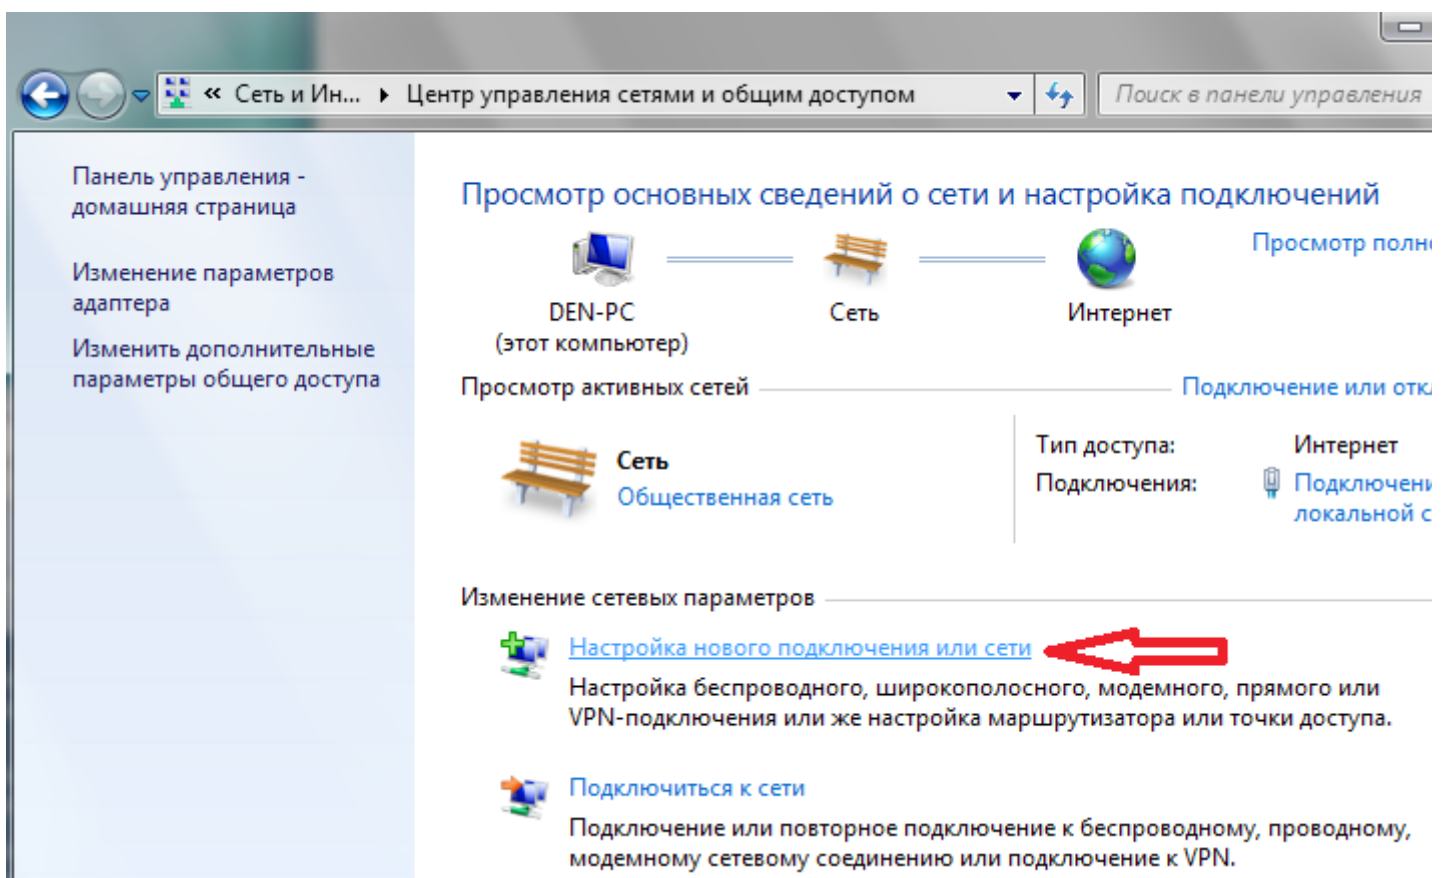 « Сеть и Ин... Центр управления сетями и общим доступом
Поиск в панели управления
Панель управления -
домашняя страница
Изменение параметров
адаптера
Изменить дополнительные
параметры общего доступа
Просмотр основных сведений о сети и настройка подключений
Просмотр
DEN-PC
(этот компьютер)
Сеть
Интернет
Просмотр активных сетей
Подключение или
Сеть
Общественная сеть
Тип доступа:
Интернет
Подключения:
локальной
Изменение сетевых параметров
Настройка нового подключения или сети
Настройка беспроводного, широкополосного, модемного, прямого или
VPN-подключения или же настройка маршрутизатора или точки доступа.
Подключиться к сети
Подключение или повторное подключение к беспроводному, проводному,
модемному сетевому соединению или подключение к VPN.